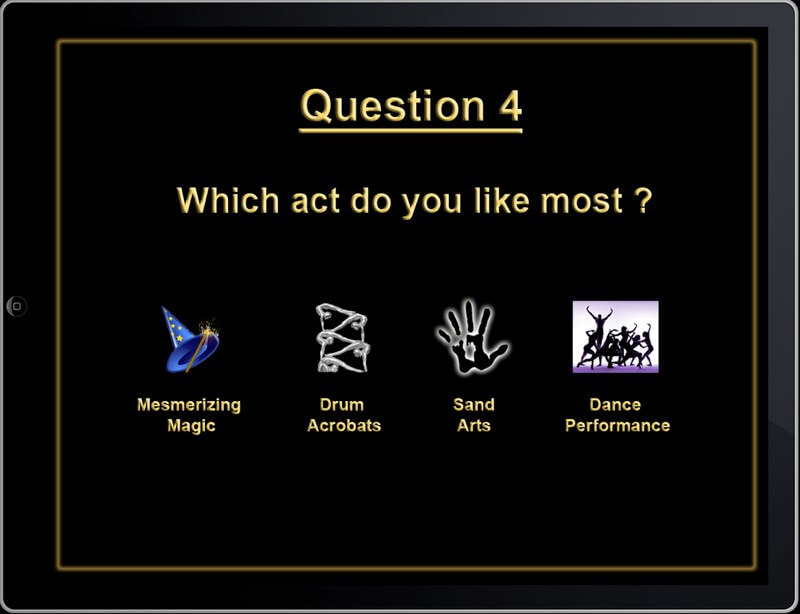 Question 4
Which act do you like most ?
Mesmerizing
Magic
Drum
Acrobats
Sand
Arts
Dance
Performance